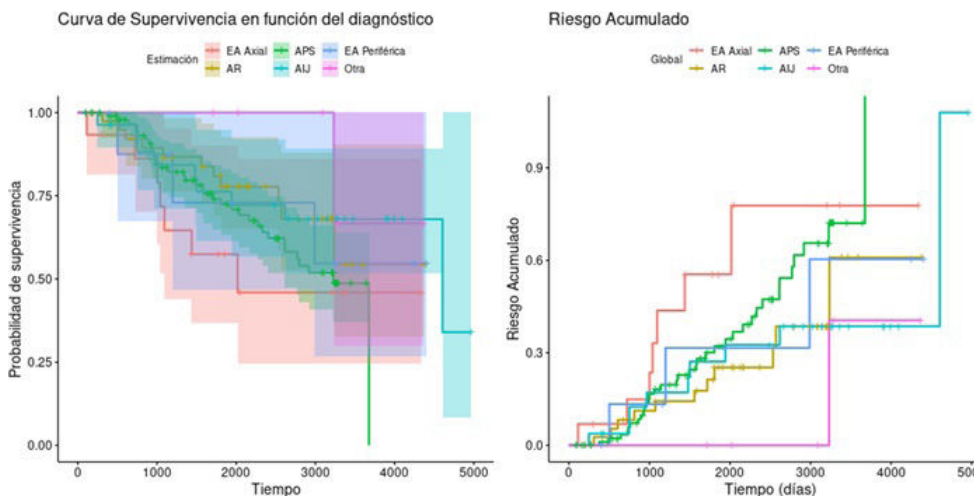 Curva de Supervivencia en función del diagnóstico
Estimación EA Axial APS EA Periférica
AR AIJ Otra
Probabilidad de supervivencia
1.00
0.75
0.50
0.25
0.00
0 1000 2000 3000 4000 5000
Tiempo
Riesgo Acumulado
Global EA Axial APS EA Periférica
AR AIJ Otra
Riesgo Acumulado
0.9
0.6
0.3
0.0
0 1000 2000 3000 4000 5000
Tiempo (días)